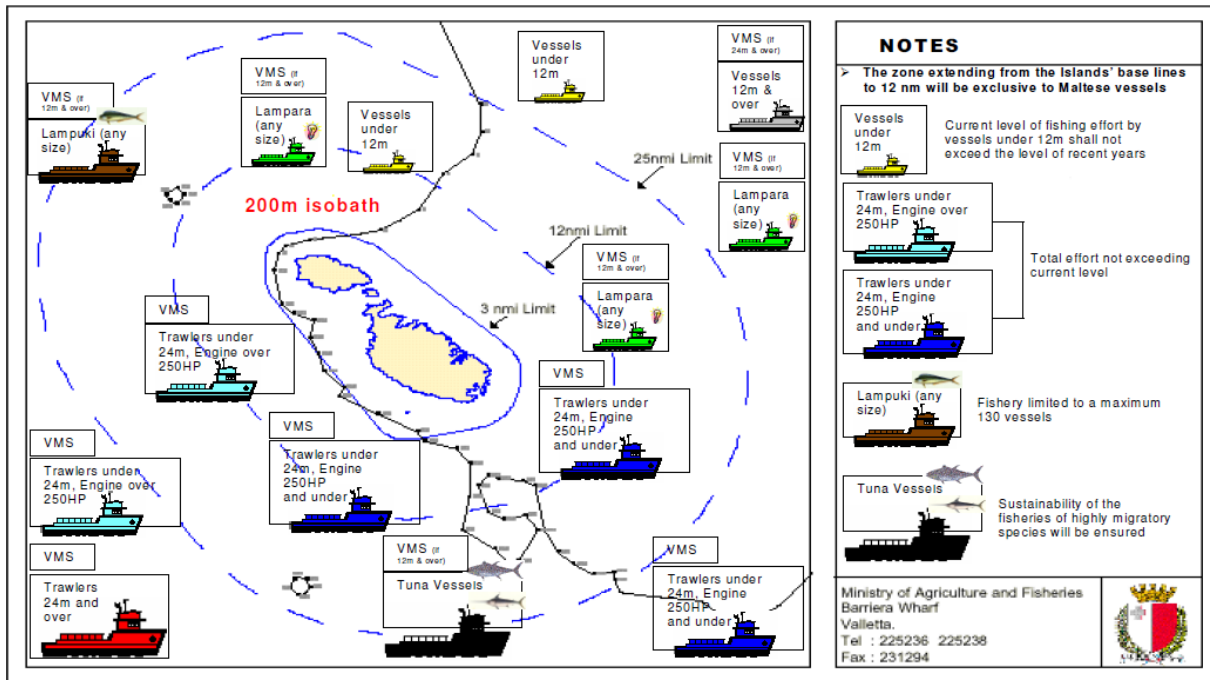 VMS (If
12m & over)
Lampuki (any
size)
VMS (If
12m & over)
Lampara
(any
size)
Vessels
under
12m
Vessels
under
12m
VMS (If
24m & over)
Vessels
12m &
over
25nmi Limit
VMS (If
12m & over)
Lampara
(any
size)
200m isobath
12nmi Limit
VMS (If
12m & over)
Lampara
(any
size)
3 nmi Limit
VMS
Trawlers under
24m, Engine over
250HP
VMS
Trawlers under
24m, Engine
250HP
and under
VMS
Trawlers under
24m, Engine
250HP
and under
VMS
Trawlers under
24m, Engine over
250HP
VMS
Trawlers
24m and
over
VMS (If
12m & over)
Tuna Vessels
VMS
Trawlers under
24m, Engine
250HP
and under
NOTES
➢ The zone extending from the Islands' base lines
to 12 nm will be exclusive to Maltese vessels
Vessels
under
12m
Current level of fishing effort by
vessels under 12m shall not
exceed the level of recent years
Trawlers under
24m, Engine over
250HP
Trawlers under
24m, Engine
250HP
and under
Total effort not exceeding
current level
Lampuki (any
size)
Fishery limited to a maximum
130 vessels
Tuna Vessels
Sustainability of the
fisheries of highly migratory
species will be ensured
Ministry of Agriculture and Fisheries
Barriera Wharf
Valletta.
Tel : 225236 225238
Fax : 231294